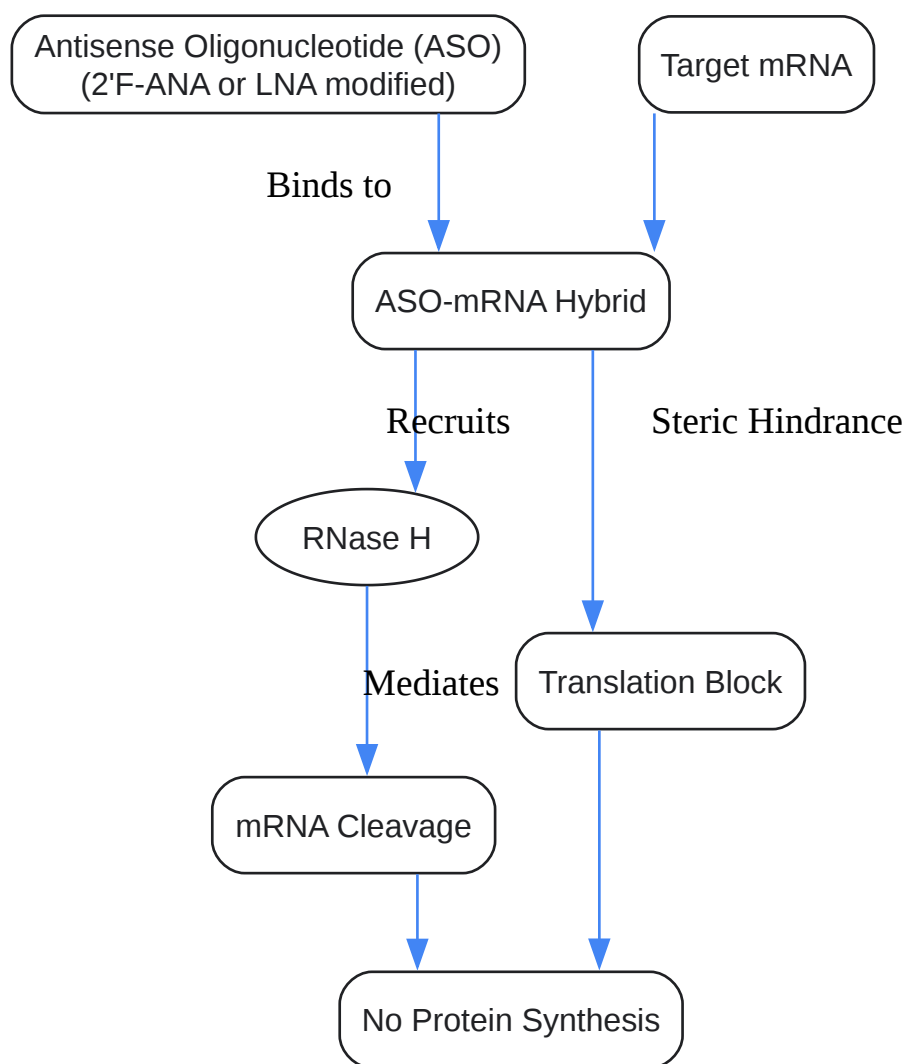 Antisense Oligonucleotide (ASO)
(2'F-ANA or LNA modified)
Target mRNA
Binds to
ASO-mRNA Hybrid
Recruits
Steric Hindrance
RNase H
Mediates
Translation Block
mRNA Cleavage
No Protein Synthesis